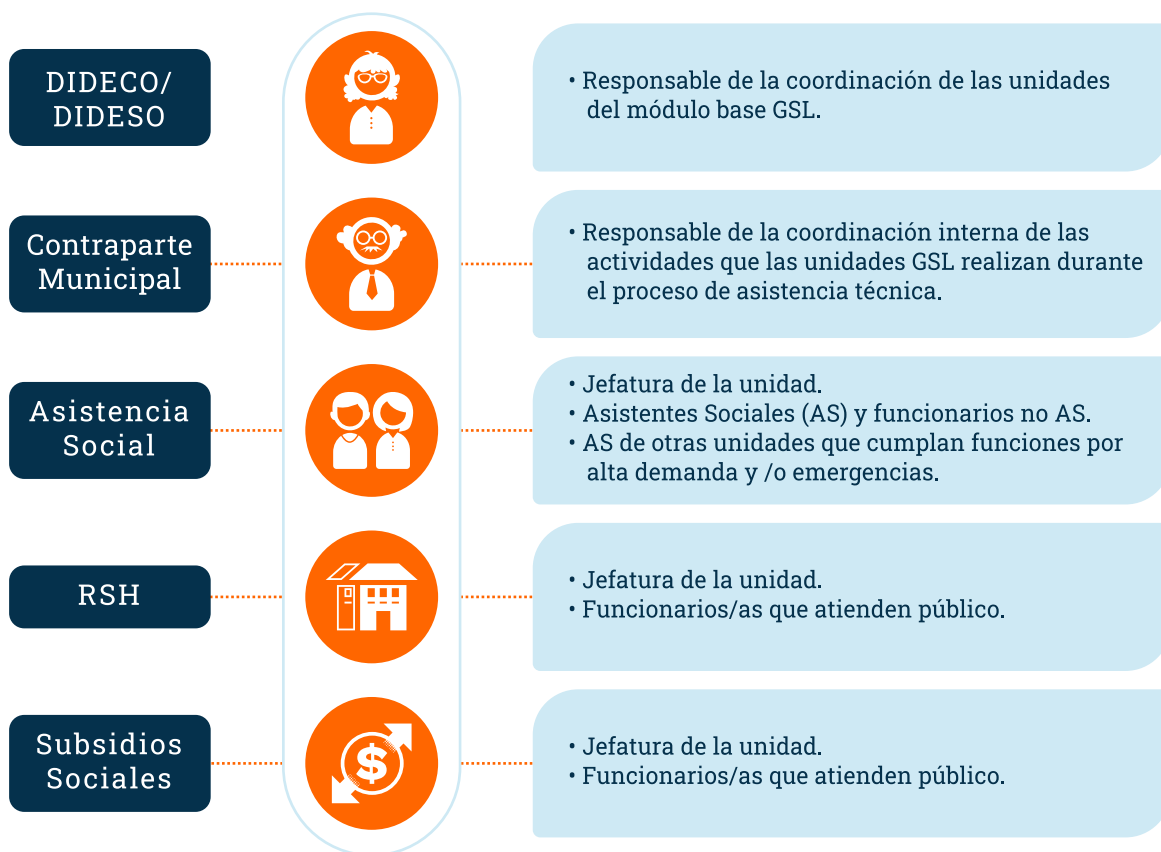 DIDECO/
DIDESO
• Responsable de la coordinación de las unidades
del módulo base GSL.
Contraparte
Municipal
• Responsable de la coordinación interna de las
actividades que las unidades GSL realizan durante
el proceso de asistencia técnica.
Asistencia
Social
• Jefatura de la unidad.
• Asistentes Sociales (AS) y funcionarios no AS.
• AS de otras unidades que cumplan funciones por
alta demanda y /o emergencias.
RSH
• Jefatura de la unidad.
• Funcionarios/as que atienden público.
Subsidios
Sociales
$
• Jefatura de la unidad.
• Funcionarios/as que atienden público.